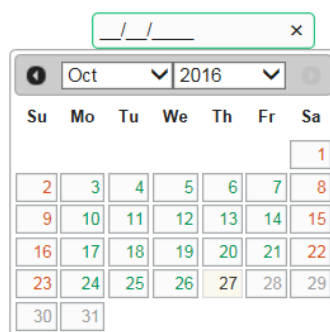 __/__/____ ×
Oct 2016
Su Mo Tu We Th Fr Sa
1
2 3 4 5 6 7 8
9 10 11 12 13 14 15
16 17 18 19 20 21 22
23 24 25 26 27 28 29
30 31